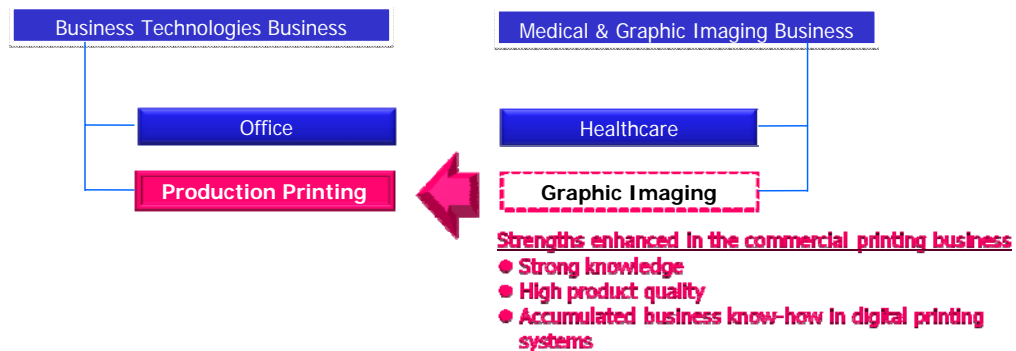 Business Technologies Business
Medical & Graphic Imaging Business
Office
Healthcare
Production Printing
Graphic Imaging
Strengths enhanced in the commercial printing business
● Strong knowledge
● High product quality
● Accumulated business know-how in digital printing
systems